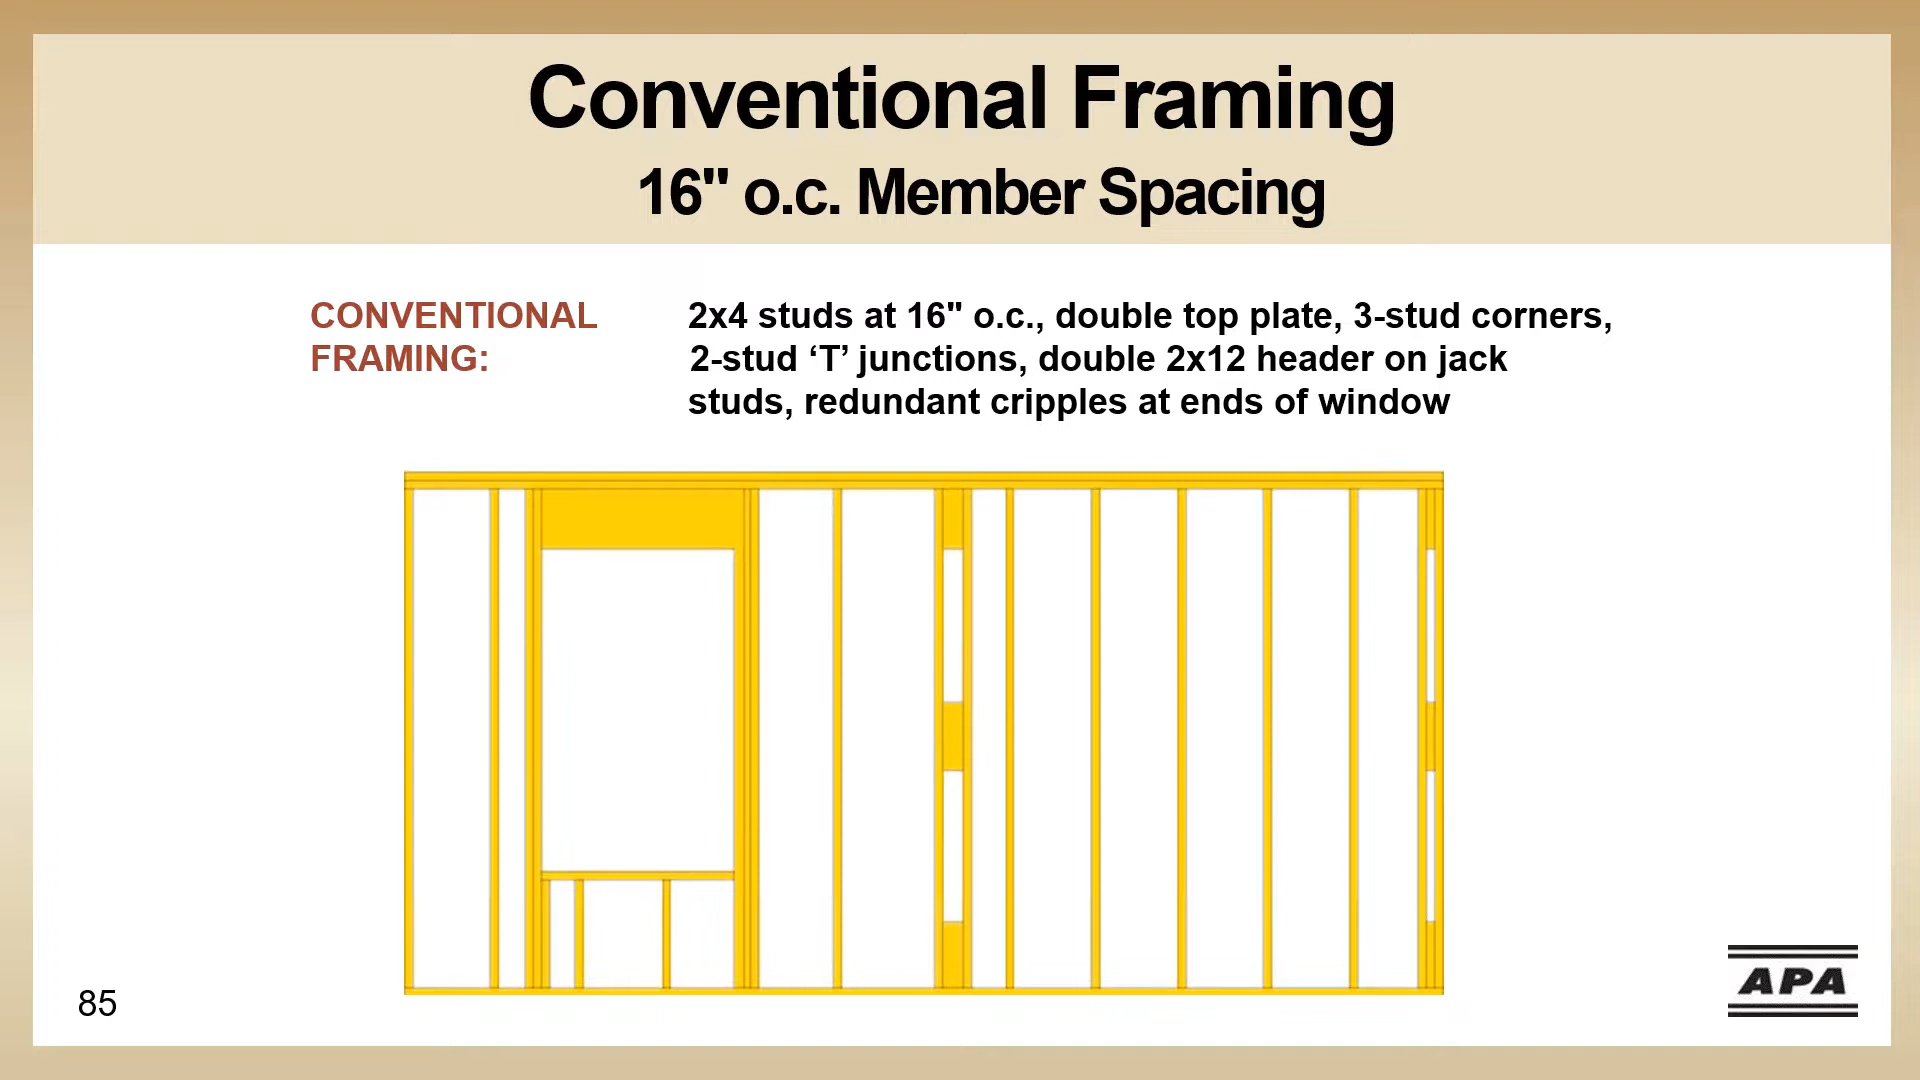 Conventional Framing
16" o.c. Member Spacing
CONVENTIONAL FRAMING:
2x4 studs at 16" o.c., double top plate, 3-stud corners,
2-stud ‘T’ junctions, double 2x12 header on jack
studs, redundant cripples at ends of window
85
APA